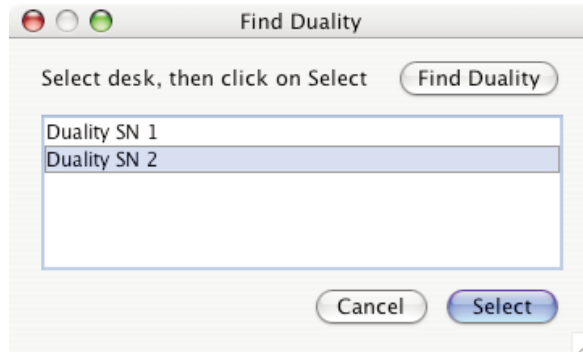 Find Duality
Select desk, then click on Select
Find Duality
Duality SN 1
Duality SN 2
Cancel
Select